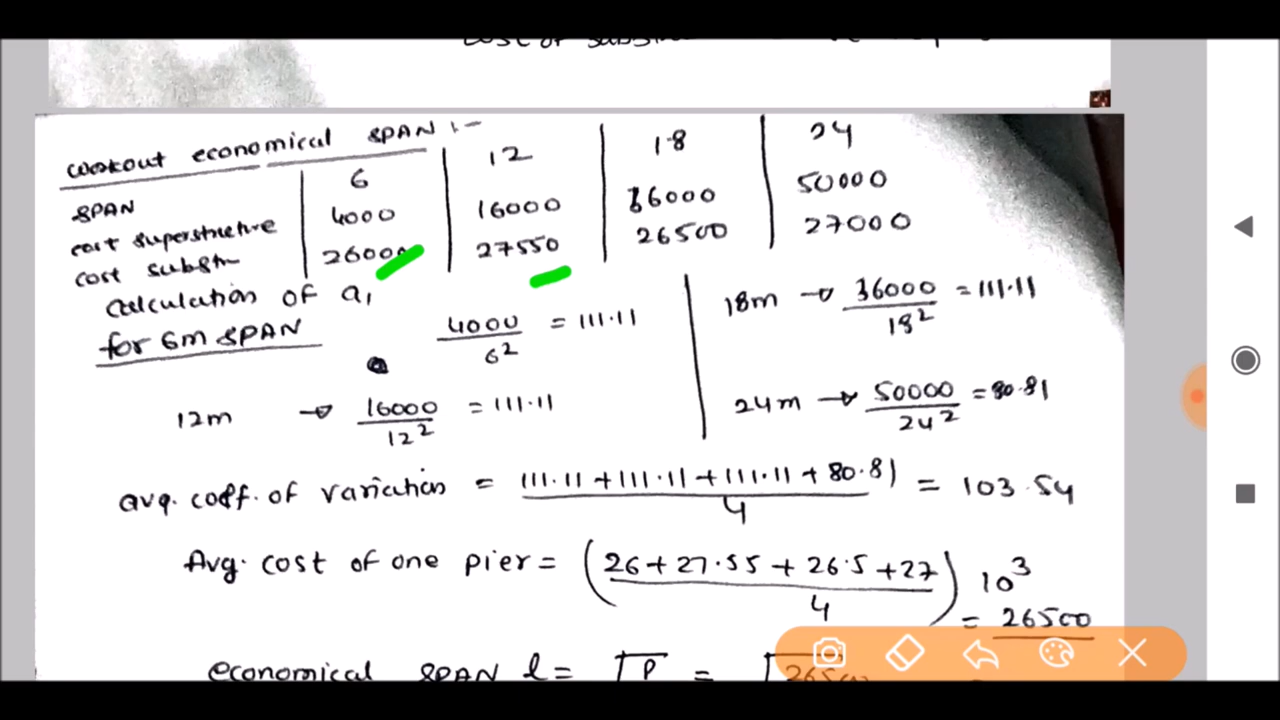 workout economical SPAN :-
SPAN | 6 | 12 | 18 | 24
cost superstructure | 4000 | 16000 | 36000 | 50000
cost substr | 26000 | 27550 | 26500 | 27000
calculation of a1
for 6m SPAN
4000/6² = 111.11
12m → 16000/12² = 111.11
18m → 36000/18² = 111.11
24m → 50000/24² = 80.81
avg. coff. of variation = (111.11 + 111.11 + 111.11 + 80.81)/4 = 103.54
Avg. cost of one pier = ((26 + 27.55 + 26.5 + 27)/4) 10³
= 26500
economical SPAN l = √P = √26500